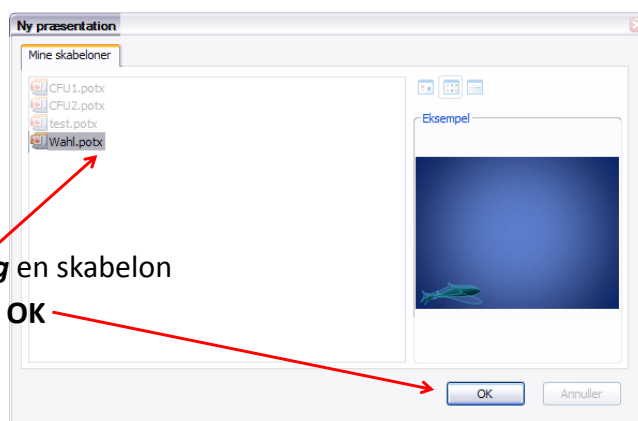 Ny præsentation
Mine skabeloner
CFU1.potx
CFU2.potx
test.potx
Wahl.potx
Eksempel
g en skabelon
OK
OK Annuller